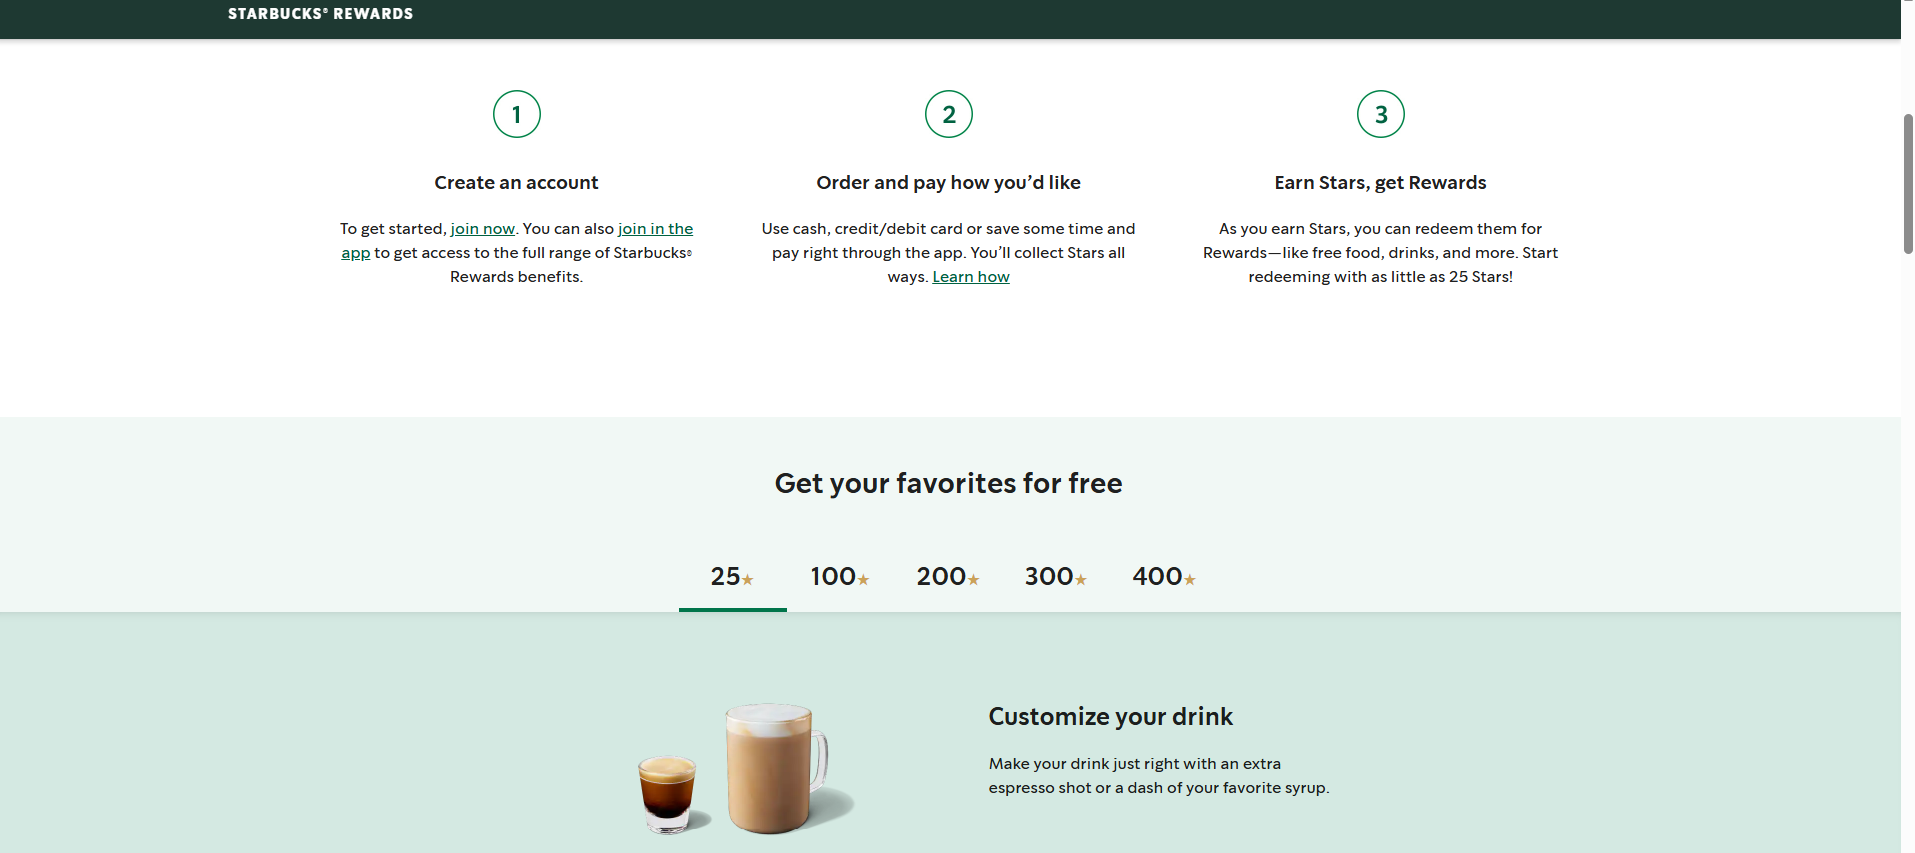 STARBUCKS® REWARDS
1
2
3
Create an account
Order and pay how you’d like
Earn Stars, get Rewards
To get started, join now. You can also join in the
app to get access to the full range of Starbucks®
Rewards benefits.
Use cash, credit/debit card or save some time and
pay right through the app. You’ll collect Stars all
ways. Learn how
As you earn Stars, you can redeem them for
Rewards—like free food, drinks, and more. Start
redeeming with as little as 25 Stars!
Get your favorites for free
25★ 100★ 200★ 300★ 400★
Customize your drink
Make your drink just right with an extra
espresso shot or a dash of your favorite syrup.